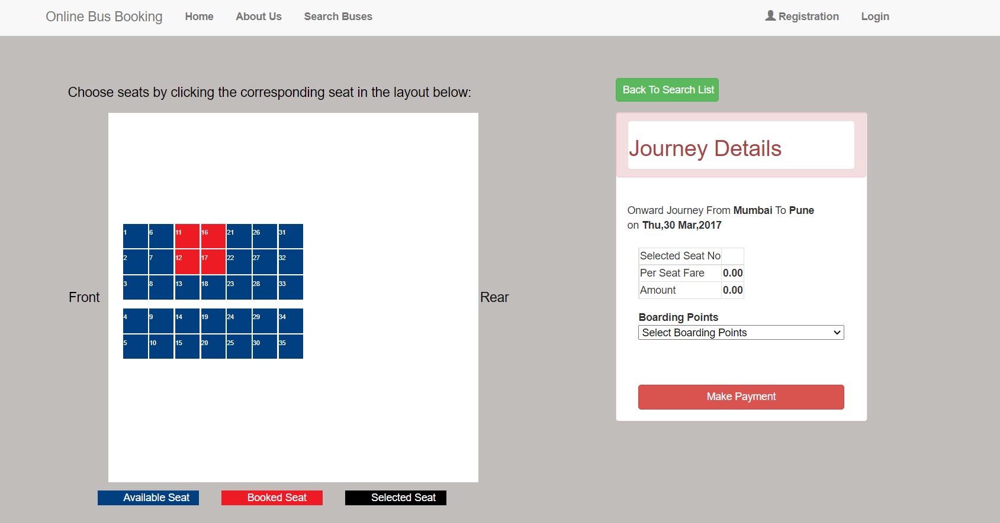 Online Bus Booking Home About Us Search Buses Registration Login
Choose seats by clicking the corresponding seat in the layout below:
Front
1 6 11 16 21 26 31
2 7 12 17 22 27 32
3 8 13 18 23 28 33
4 9 14 19 24 29 34
5 10 15 20 25 30 35
Rear
Available Seat Booked Seat Selected Seat
Back To Search List
Journey Details
Onward Journey From Mumbai To Pune
on Thu,30 Mar,2017
Selected Seat No
Per Seat Fare 0.00
Amount 0.00
Boarding Points
Select Boarding Points
Make Payment